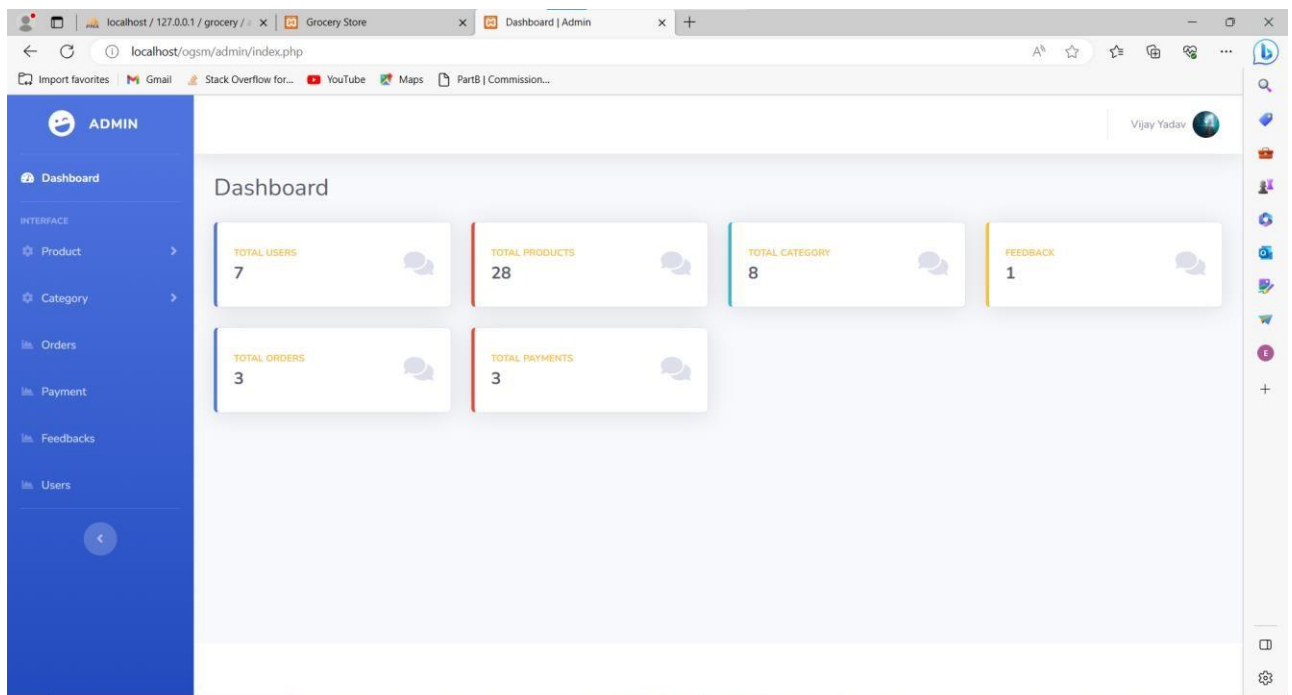 localhost / 127.0.0.1 / grocery / a
Grocery Store
Dashboard | Admin
localhost/ogsm/admin/index.php
Import favorites
Gmail
Stack Overflow for...
YouTube
Maps
PartB | Commission...
ADMIN
Vijay Yadav
Dashboard
INTERFACE
Product
Category
Orders
Payment
Feedbacks
Users
Dashboard
TOTAL USERS
7
TOTAL PRODUCTS
28
TOTAL CATEGORY
8
FEEDBACK
1
TOTAL ORDERS
3
TOTAL PAYMENTS
3
E